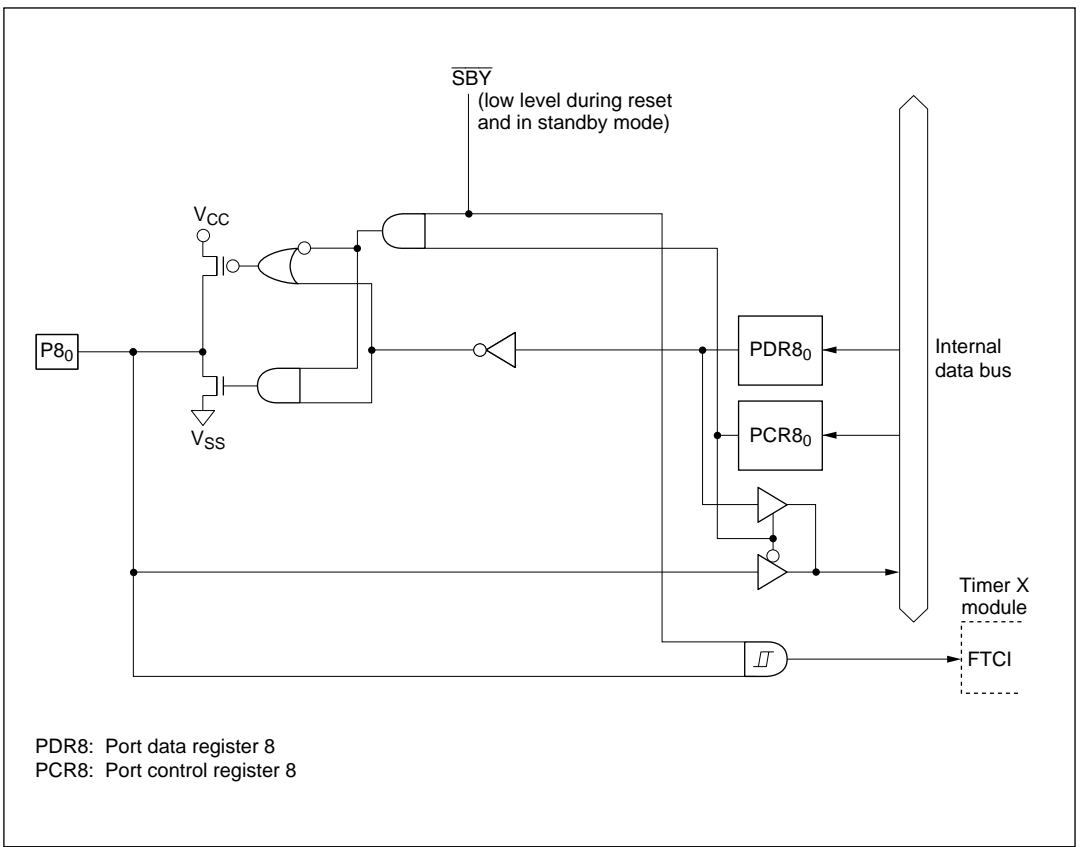 S̅B̅Y̅
(low level during reset
and in standby mode)
VCC
P80
VSS
PDR80
PCR80
Internal
data bus
Timer X
module
FTCI
PDR8: Port data register 8
PCR8: Port control register 8